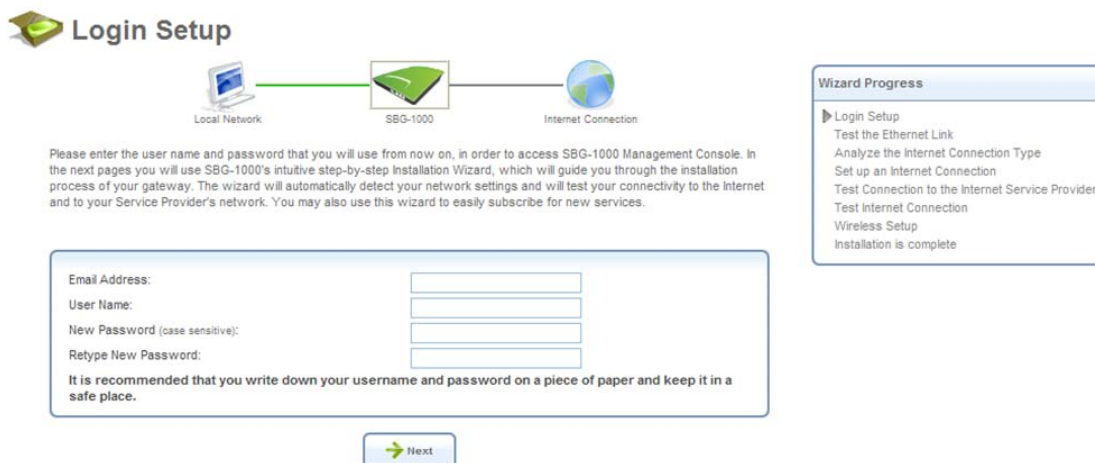 Login Setup
Local Network
SBG-1000
Internet Connection
Please enter the user name and password that you will use from now on, in order to access SBG-1000 Management Console. In
the next pages you will use SBG-1000's intuitive step-by-step Installation Wizard, which will guide you through the installation
process of your gateway. The wizard will automatically detect your network settings and will test your connectivity to the Internet
and to your Service Provider's network. You may also use this wizard to easily subscribe for new services.
Email Address:
User Name:
New Password (case sensitive):
Retype New Password:
It is recommended that you write down your username and password on a piece of paper and keep it in a
safe place.
Next
Wizard Progress
Login Setup
Test the Ethernet Link
Analyze the Internet Connection Type
Set up an Internet Connection
Test Connection to the Internet Service Provider
Test Internet Connection
Wireless Setup
Installation is complete